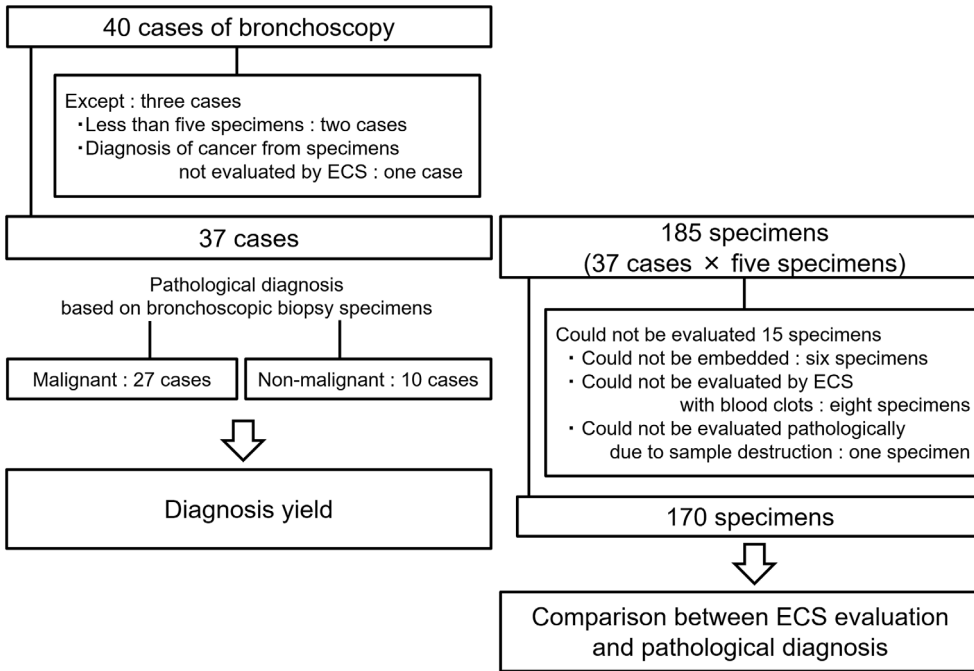 40 cases of bronchoscopy
Except : three cases
・Less than five specimens : two cases
・Diagnosis of cancer from specimens
not evaluated by ECS : one case
37 cases
Pathological diagnosis
based on bronchoscopic biopsy specimens
Malignant : 27 cases
Non-malignant : 10 cases
Diagnosis yield
185 specimens
(37 cases × five specimens)
Could not be evaluated 15 specimens
・ Could not be embedded : six specimens
・ Could not be evaluated by ECS
with blood clots : eight specimens
・ Could not be evaluated pathologically
due to sample destruction : one specimen
170 specimens
Comparison between ECS evaluation
and pathological diagnosis